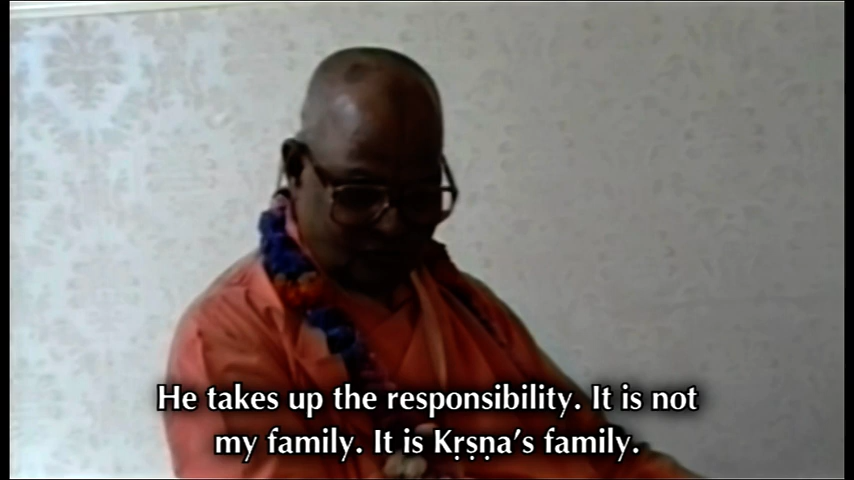 He takes up the responsibility. It is not
my family. It is Kṛṣṇa's family.